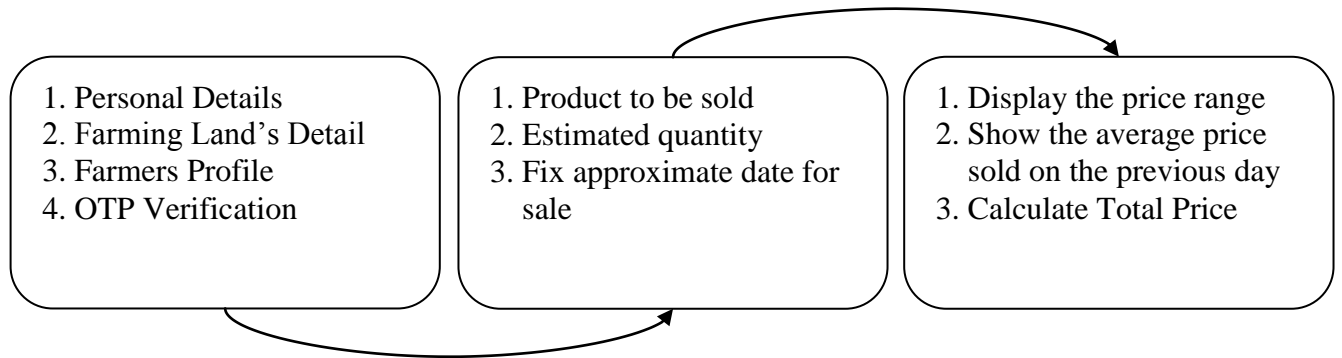 1. Personal Details
2. Farming Land’s Detail
3. Farmers Profile
4. OTP Verification
1. Product to be sold
2. Estimated quantity
3. Fix approximate date for
sale
1. Display the price range
2. Show the average price
sold on the previous day
3. Calculate Total Price